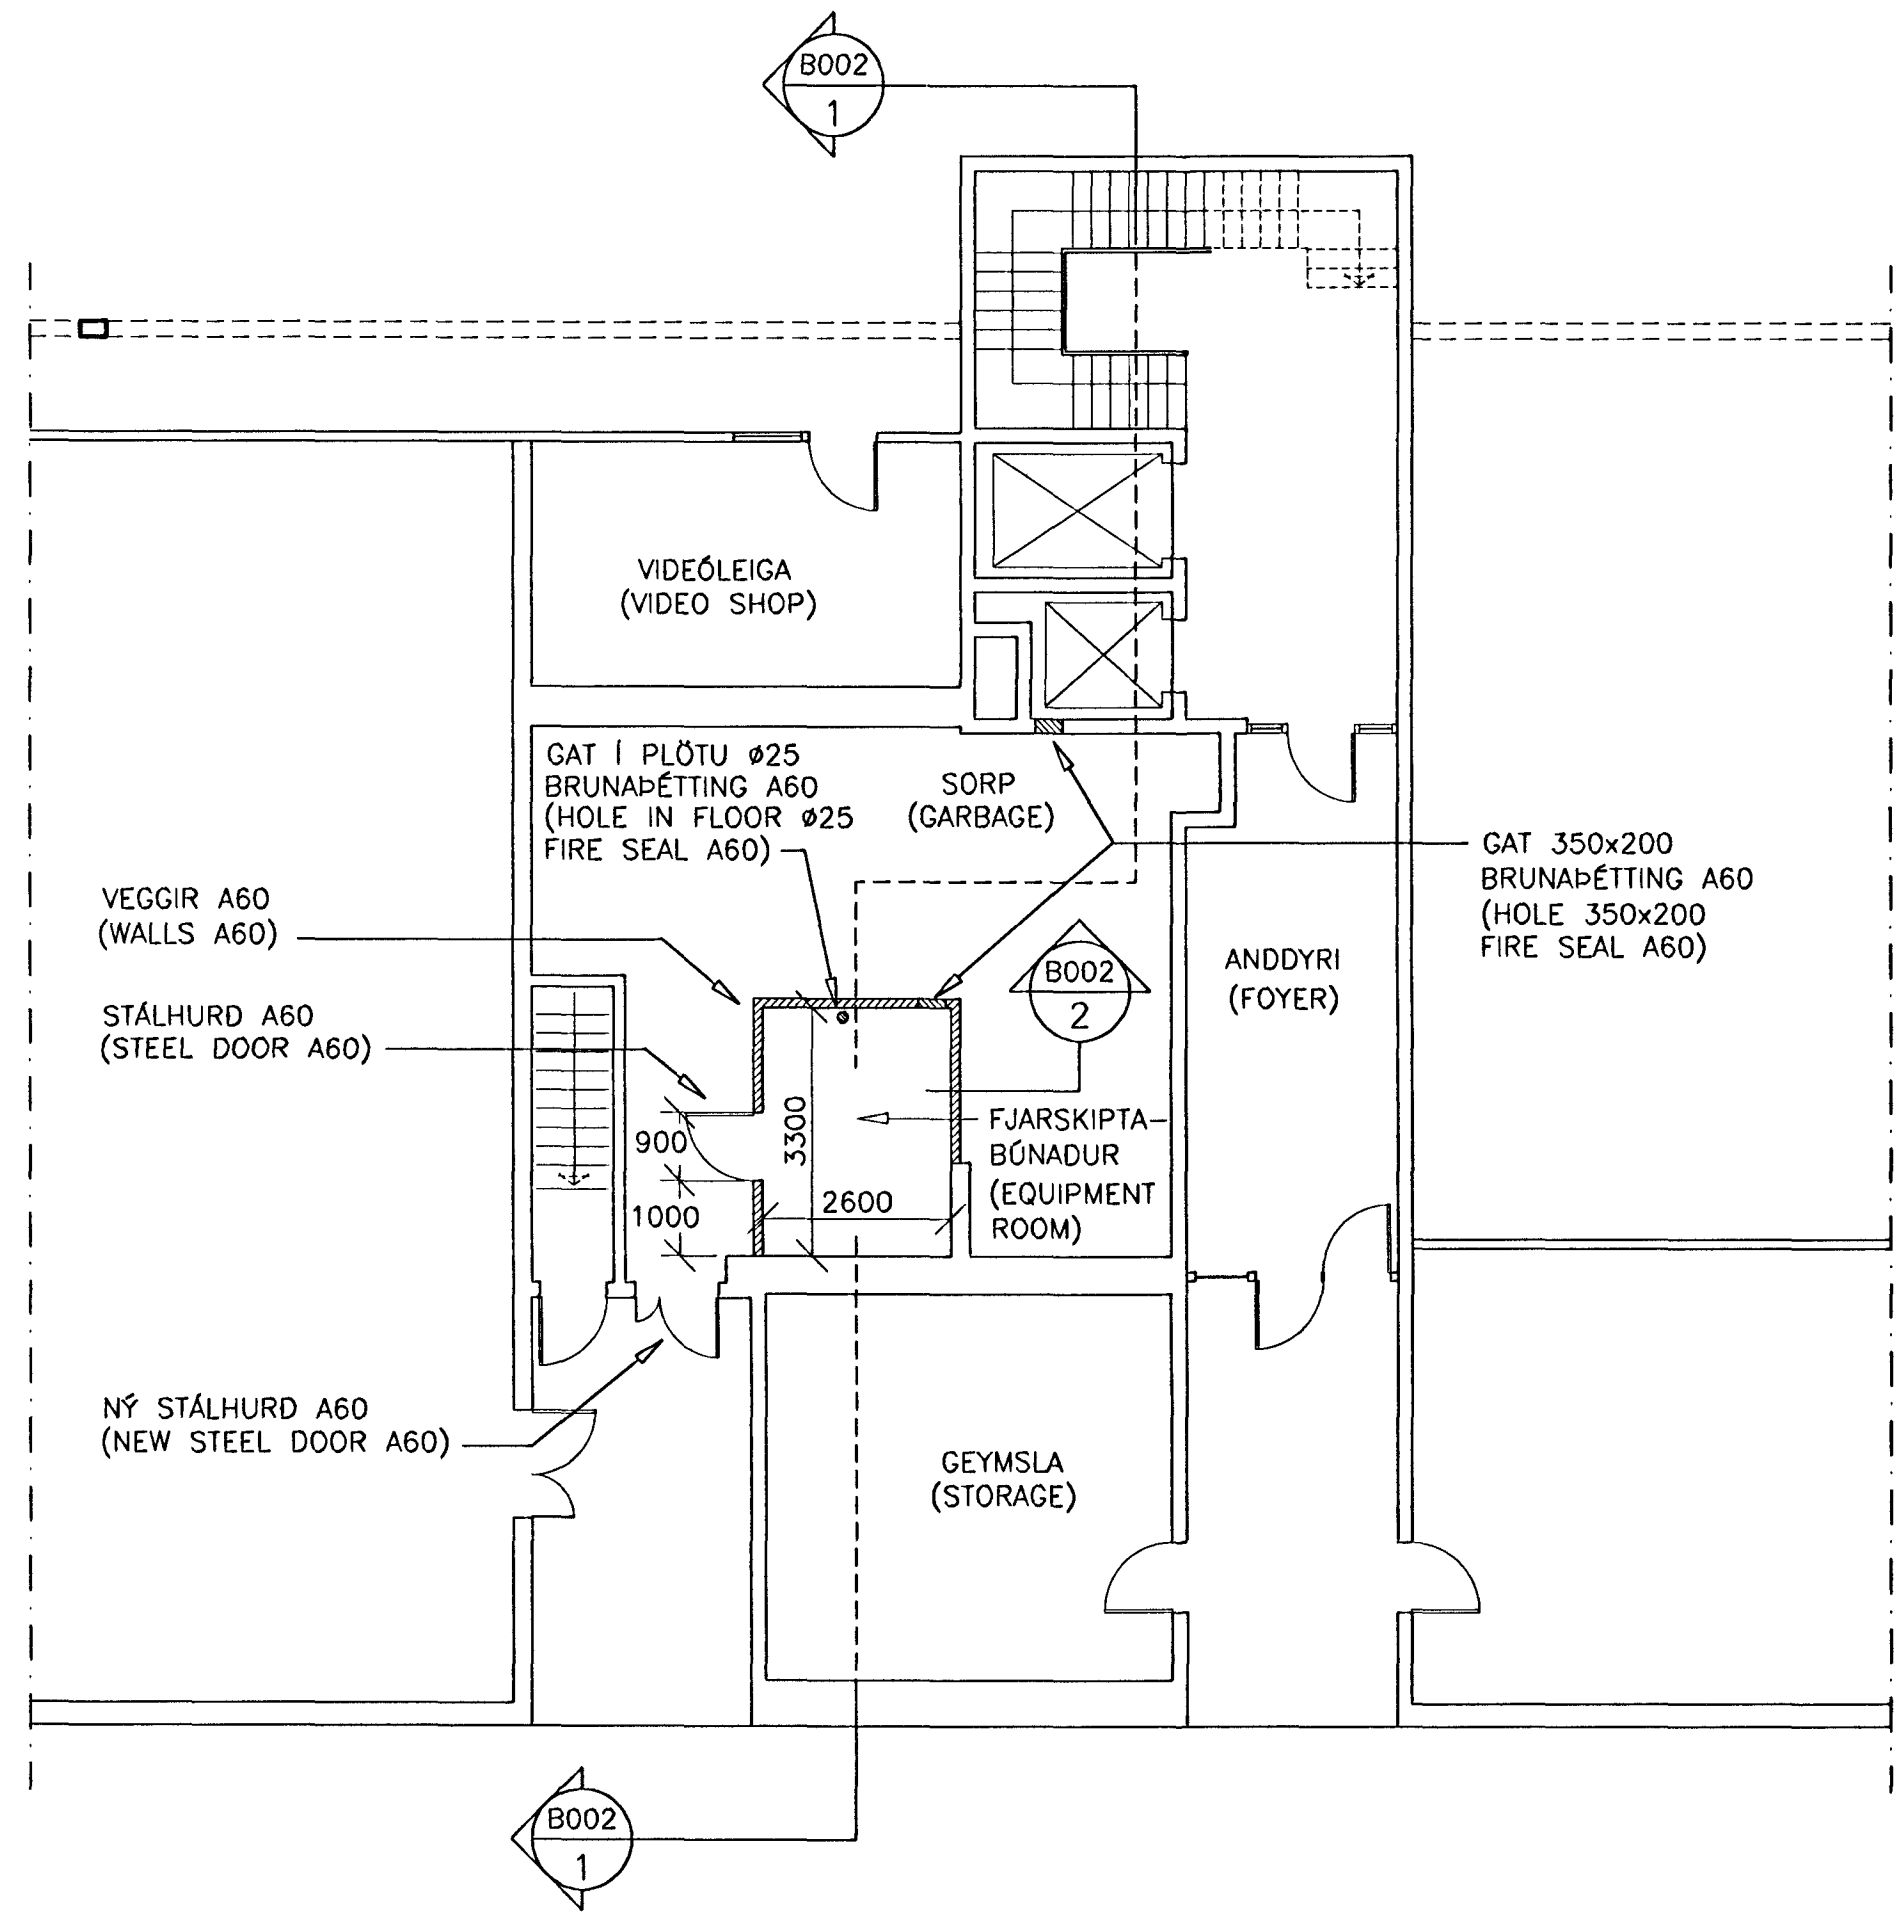 B002
1
VIDEÓLEIGA
(VIDEO SHOP)
GAT Í PLÖTU ø25
BRUNAÞÉTTING A60
(HOLE IN FLOOR ø25
FIRE SEAL A60)
SORP
(GARBAGE)
GAT 350x200
BRUNAÞÉTTING A60
(HOLE 350x200
FIRE SEAL A60)
VEGGIR A60
(WALLS A60)
ANDDYRI
(FOYER)
B002
2
STÁLHURD A60
(STEEL DOOR A60)
900
1000
3300
2600
FJARSKIPTA-
BÚNADUR
(EQUIPMENT
ROOM)
NÝ STÁLHURD A60
(NEW STEEL DOOR A60)
GEYMSLA
(STORAGE)
B002
1